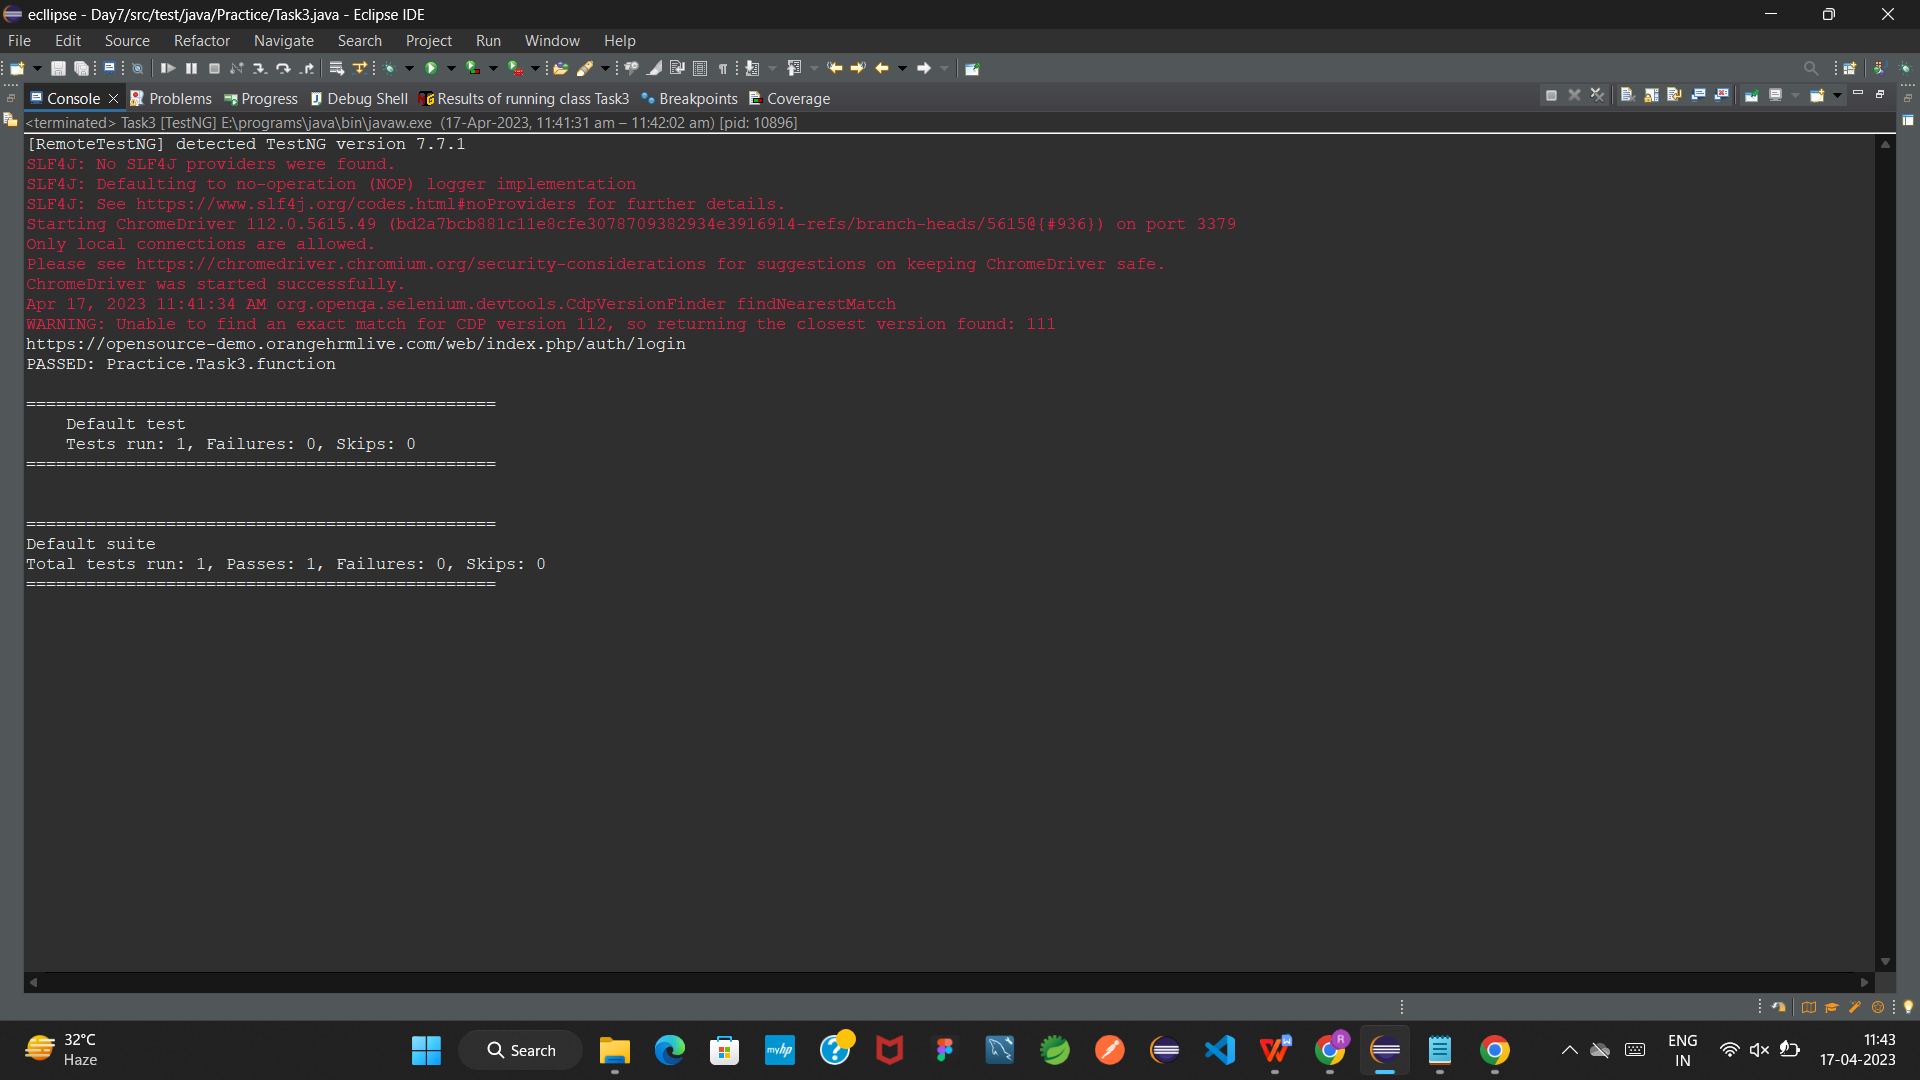 ecllipse - Day7/src/test/java/Practice/Task3.java - Eclipse IDE
File Edit Source Refactor Navigate Search Project Run Window Help
Console Problems Progress Debug Shell Results of running class Task3 Breakpoints Coverage
<terminated> Task3 [TestNG] E:\programs\java\bin\javaw.exe (17-Apr-2023, 11:41:31 am – 11:42:02 am) [pid: 10896]
[RemoteTestNG] detected TestNG version 7.7.1
SLF4J: No SLF4J providers were found.
SLF4J: Defaulting to no-operation (NOP) logger implementation
SLF4J: See https://www.slf4j.org/codes.html#noProviders for further details.
Starting ChromeDriver 112.0.5615.49 (bd2a7bcb881c11e8cfe3078709382934e3916914-refs/branch-heads/5615@{#936}) on port 3379
Only local connections are allowed.
Please see https://chromedriver.chromium.org/security-considerations for suggestions on keeping ChromeDriver safe.
ChromeDriver was started successfully.
Apr 17, 2023 11:41:34 AM org.openqa.selenium.devtools.CdpVersionFinder findNearestMatch
WARNING: Unable to find an exact match for CDP version 112, so returning the closest version found: 111
https://opensource-demo.orangehrmlive.com/web/index.php/auth/login
PASSED: Practice.Task3.function
===============================================
    Default test
    Tests run: 1, Failures: 0, Skips: 0
===============================================
===============================================
Default suite
Total tests run: 1, Passes: 1, Failures: 0, Skips: 0
===============================================
32°C
Haze
Search
myhp
R
W
ENG
IN
11:43
17-04-2023